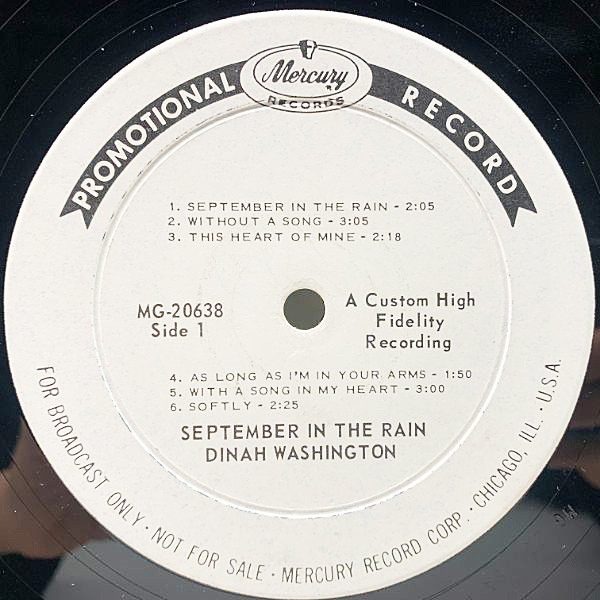 PROMOTIONAL RECORD
Mercury
RECORDS
1. SEPTEMBER IN THE RAIN - 2:05
2. WITHOUT A SONG - 3:05
3. THIS HEART OF MINE - 2:18
MG-20638
Side 1
A Custom High
Fidelity
Recording
4. AS LONG AS I'M IN YOUR ARMS - 1:50
5. WITH A SONG IN MY HEART - 3:00
6. SOFTLY - 2:25
SEPTEMBER IN THE RAIN
DINAH WASHINGTON
FOR BROADCAST ONLY · NOT FOR SALE · MERCURY RECORD CORP. · CHICAGO, ILL. · U.S.A.